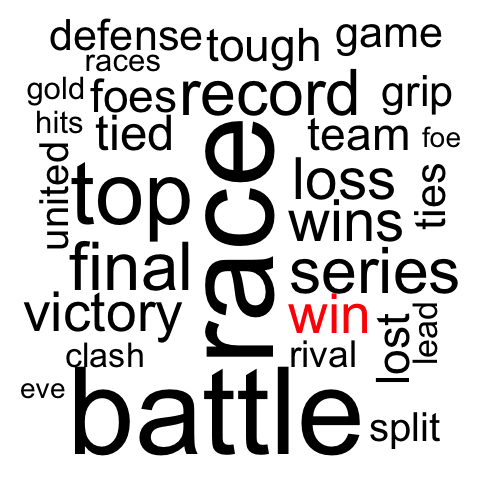 defense tough game
races
gold foes record grip
hits tied team foe
united top race loss ties
wins
final series
victory win lost lead
clash rival
eve battle split